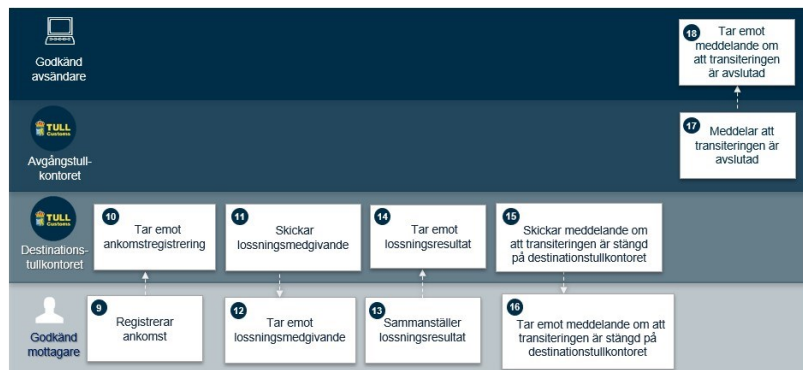 Godkänd
avsändare
18
Tar emot
meddelande om
att transiteringen
är avslutad
TULL
Customs
Avgångstull-
kontoret
17
Meddelar att
transiteringen är
avslutad
TULL
Customs
Destinations-
tullkontoret
10
Tar emot
ankomstregistrering
11
Skickar
lossningsmedgivande
14
Tar emot
lossningsresultat
15
Skickar meddelande om
att transiteringen är stängd
på destinationstullkontoret
Godkänd
mottagare
9
Registrerar
ankomst
12
Tar emot
lossningsmedgivande
13
Sammanställer
lossningsresultat
16
Tar emot meddelande om att
transiteringen är stängd på
destinationstullkontoret